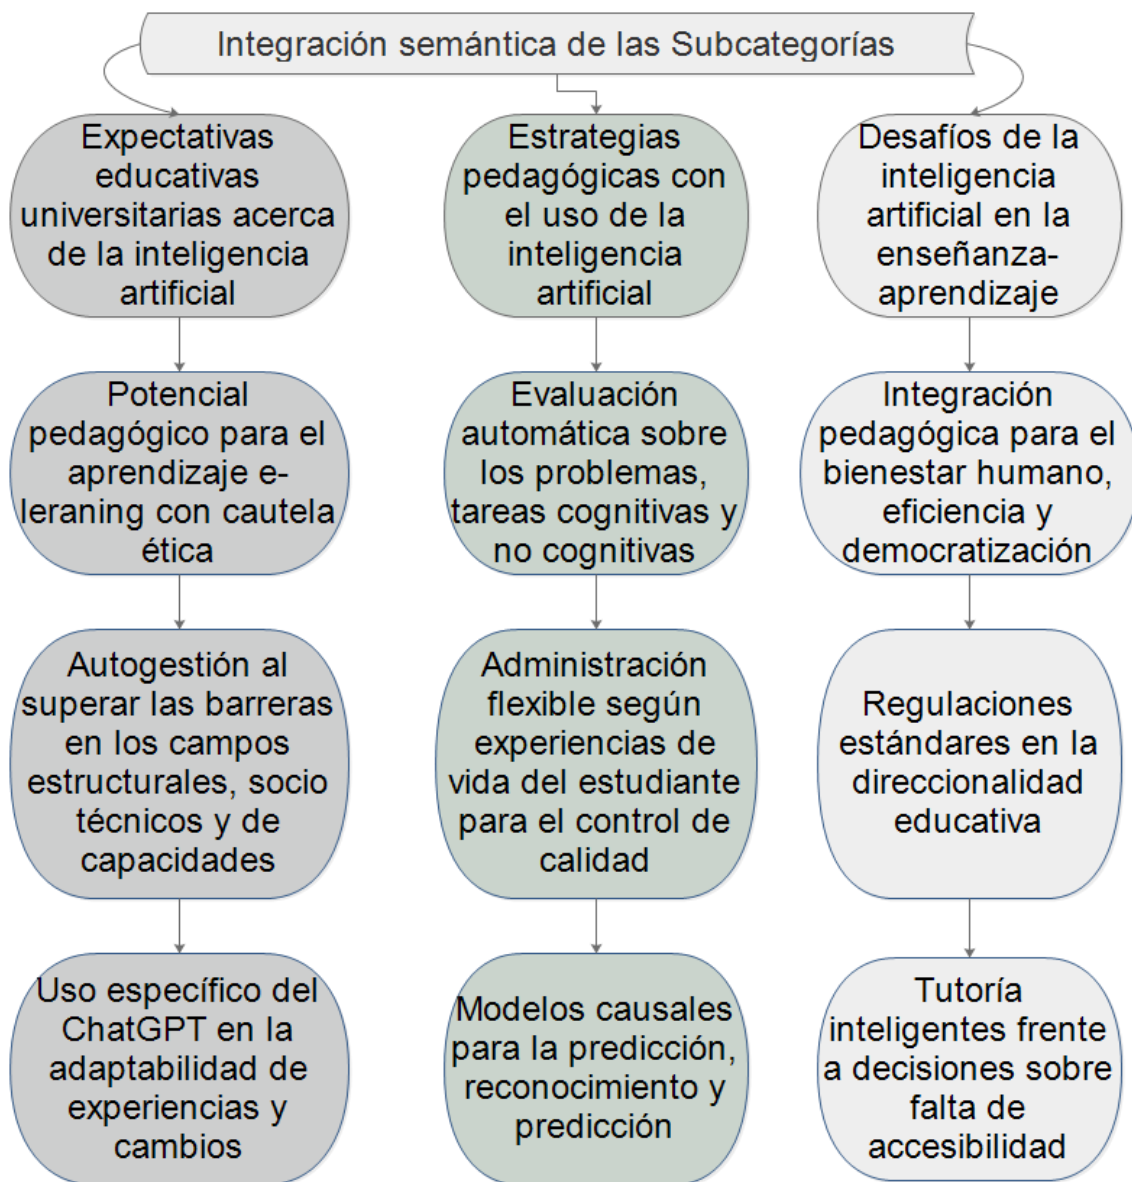 Integración semántica de las Subcategorías
Expectativas
educativas
universitarias acerca
de la inteligencia
artificial
Potencial
pedagógico para el
aprendizaje e-
leraning con cautela
ética
Autogestión al
superar las barreras
en los campos
estructurales, socio
técnicos y de
capacidades
Uso específico del
ChatGPT en la
adaptabilidad de
experiencias y
cambios
Estrategias
pedagógicas con
el uso de la
inteligencia
artificial
Evaluación
automática sobre
los problemas,
tareas cognitivas y
no cognitivas
Administración
flexible según
experiencias de
vida del estudiante
para el control de
calidad
Modelos causales
para la predicción,
reconocimiento y
predicción
Desafíos de la
inteligencia
artificial en la
enseñanza-
aprendizaje
Integración
pedagógica para el
bienestar humano,
eficiencia y
democratización
Regulaciones
estándares en la
direccionalidad
educativa
Tutoría
inteligentes frente
a decisiones sobre
falta de
accesibilidad